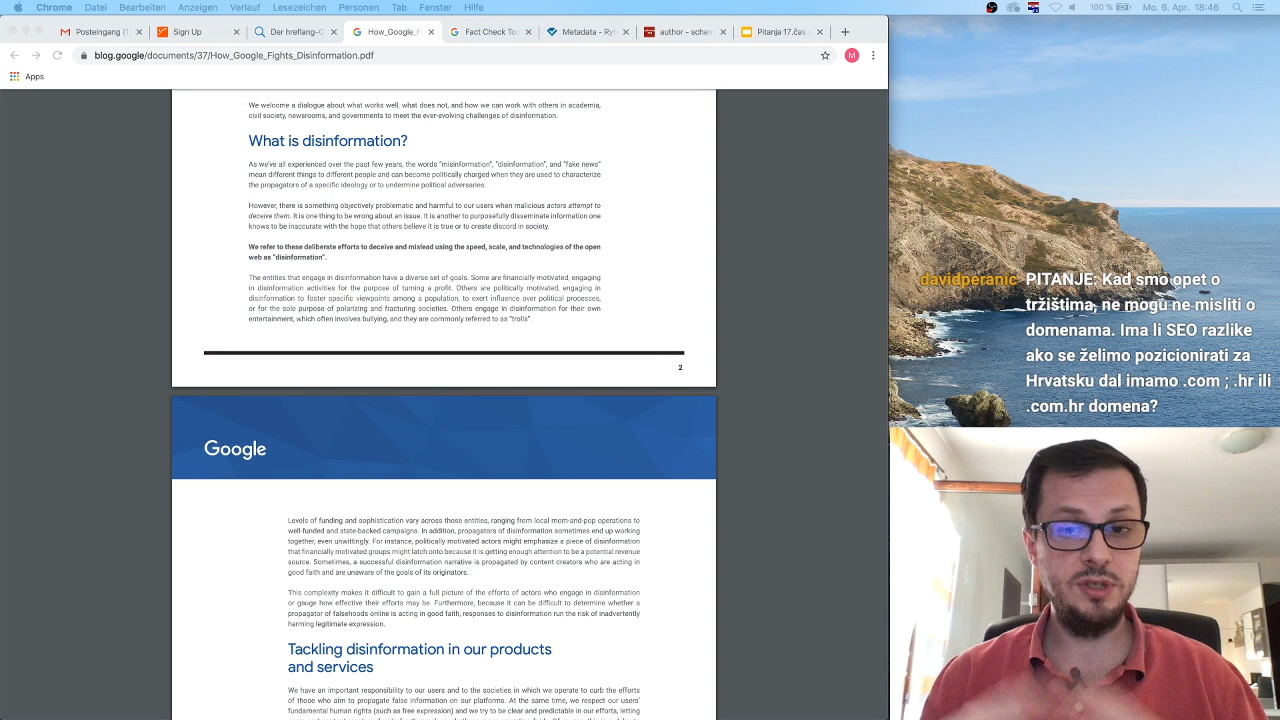 Chrome Datei Bearbeiten Anzeigen Verlauf Lesezeichen Personen Tab Fenster Hilfe 100 % Mo. 6. Apr. 18:46
Posteingang (1 Sign Up Der hreflang-G How_Google_F Fact Check To Metadata - Ry author - schem Pitanja 17.čas
blog.google/documents/37/How_Google_Fights_Disinformation.pdf M
Apps
We welcome a dialogue about what works well, what does not, and how we can work with others in academia,
civil society, newsrooms, and governments to meet the ever-evolving challenges of disinformation.
What is disinformation?
As we've all experienced over the past few years, the words "misinformation", "disinformation", and "fake news"
mean different things to different people and can become politically charged when they are used to characterize
the propagators of a specific ideology or to undermine political adversaries.
However, there is something objectively problematic and harmful to our users when malicious actors attempt to
deceive them. It is one thing to be wrong about an issue. It is another to purposefully disseminate information one
knows to be inaccurate with the hope that others believe it is true or to create discord in society.
We refer to these deliberate efforts to deceive and mislead using the speed, scale, and technologies of the open
web as "disinformation".
The entities that engage in disinformation have a diverse set of goals. Some are financially motivated, engaging
in disinformation activities for the purpose of turning a profit. Others are politically motivated, engaging in
disinformation to foster specific viewpoints among a population, to exert influence over political processes,
or for the sole purpose of polarizing and fracturing societies. Others engage in disinformation for their own
entertainment, which often involves bullying, and they are commonly referred to as "trolls".
2
Google
Levels of funding and sophistication vary across those entities, ranging from local mom-and-pop operations to
well-funded and state-backed campaigns. In addition, propagators of disinformation sometimes end up working
together, even unwittingly. For instance, politically motivated actors might emphasize a piece of disinformation
that financially motivated groups might latch onto because it is getting enough attention to be a potential revenue
source. Sometimes, a successful disinformation narrative is propagated by content creators who are acting in
good faith and are unaware of the goals of its originators.
This complexity makes it difficult to gain a full picture of the efforts of actors who engage in disinformation
or gauge how effective their efforts may be. Furthermore, because it can be difficult to determine whether a
propagator of falsehoods online is acting in good faith, responses to disinformation run the risk of inadvertently
harming legitimate expression.
Tackling disinformation in our products
and services
We have an important responsibility to our users and to the societies in which we operate to curb the efforts
of those who aim to propagate false information on our platforms. At the same time, we respect our users'
fundamental human rights (such as free expression) and we try to be clear and predictable in our efforts, letting
davidperanic PITANJE: Kad smo opet o
tržištima, ne mogu ne misliti o
domenama. Ima li SEO razlike
ako se želimo pozicionirati za
Hrvatsku dal imamo .com ; .hr ili
.com.hr domena?